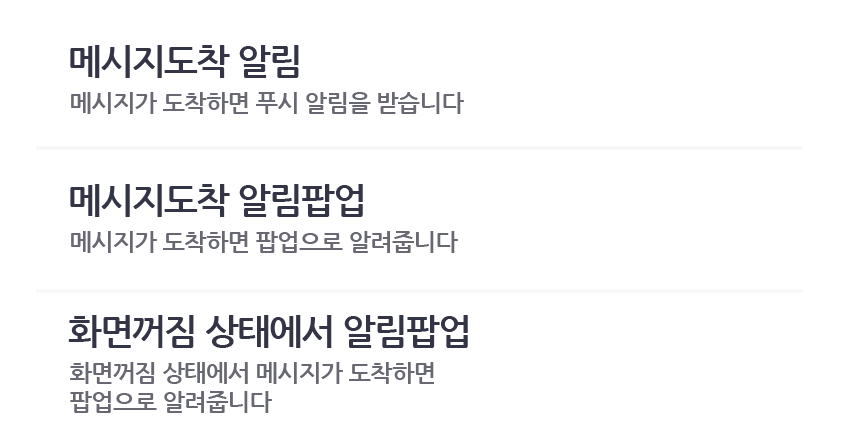 메시지도착 알림
메시지가 도착하면 푸시 알림을 받습니다
메시지도착 알림팝업
메시지가 도착하면 팝업으로 알려줍니다
화면꺼짐 상태에서 알림팝업
화면꺼짐 상태에서 메시지가 도착하면
팝업으로 알려줍니다